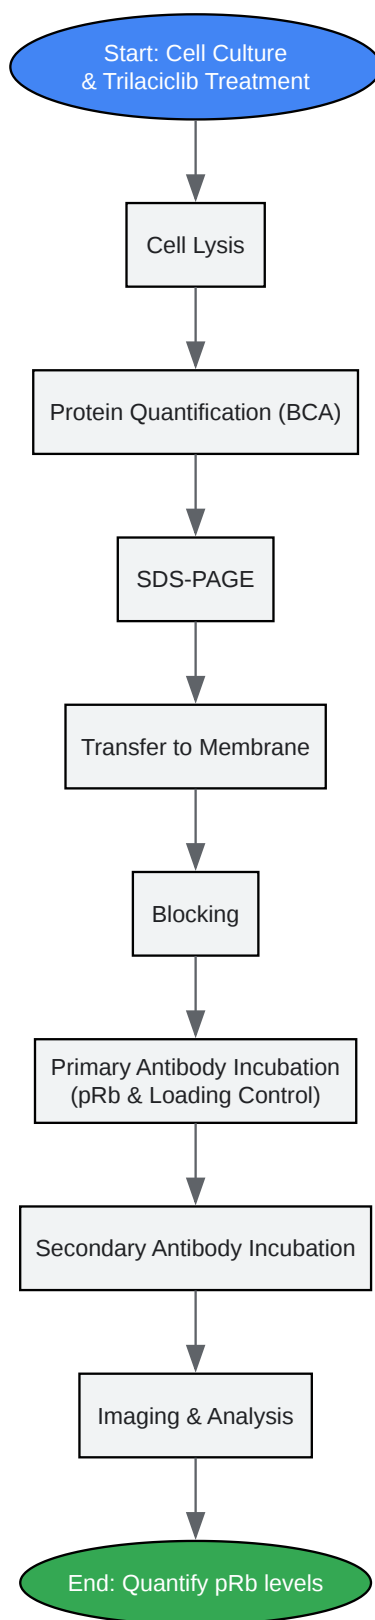 Start: Cell Culture
& Trilaciclib Treatment
Cell Lysis
Protein Quantification (BCA)
SDS-PAGE
Transfer to Membrane
Blocking
Primary Antibody Incubation
(pRb & Loading Control)
Secondary Antibody Incubation
Imaging & Analysis
End: Quantify pRb levels